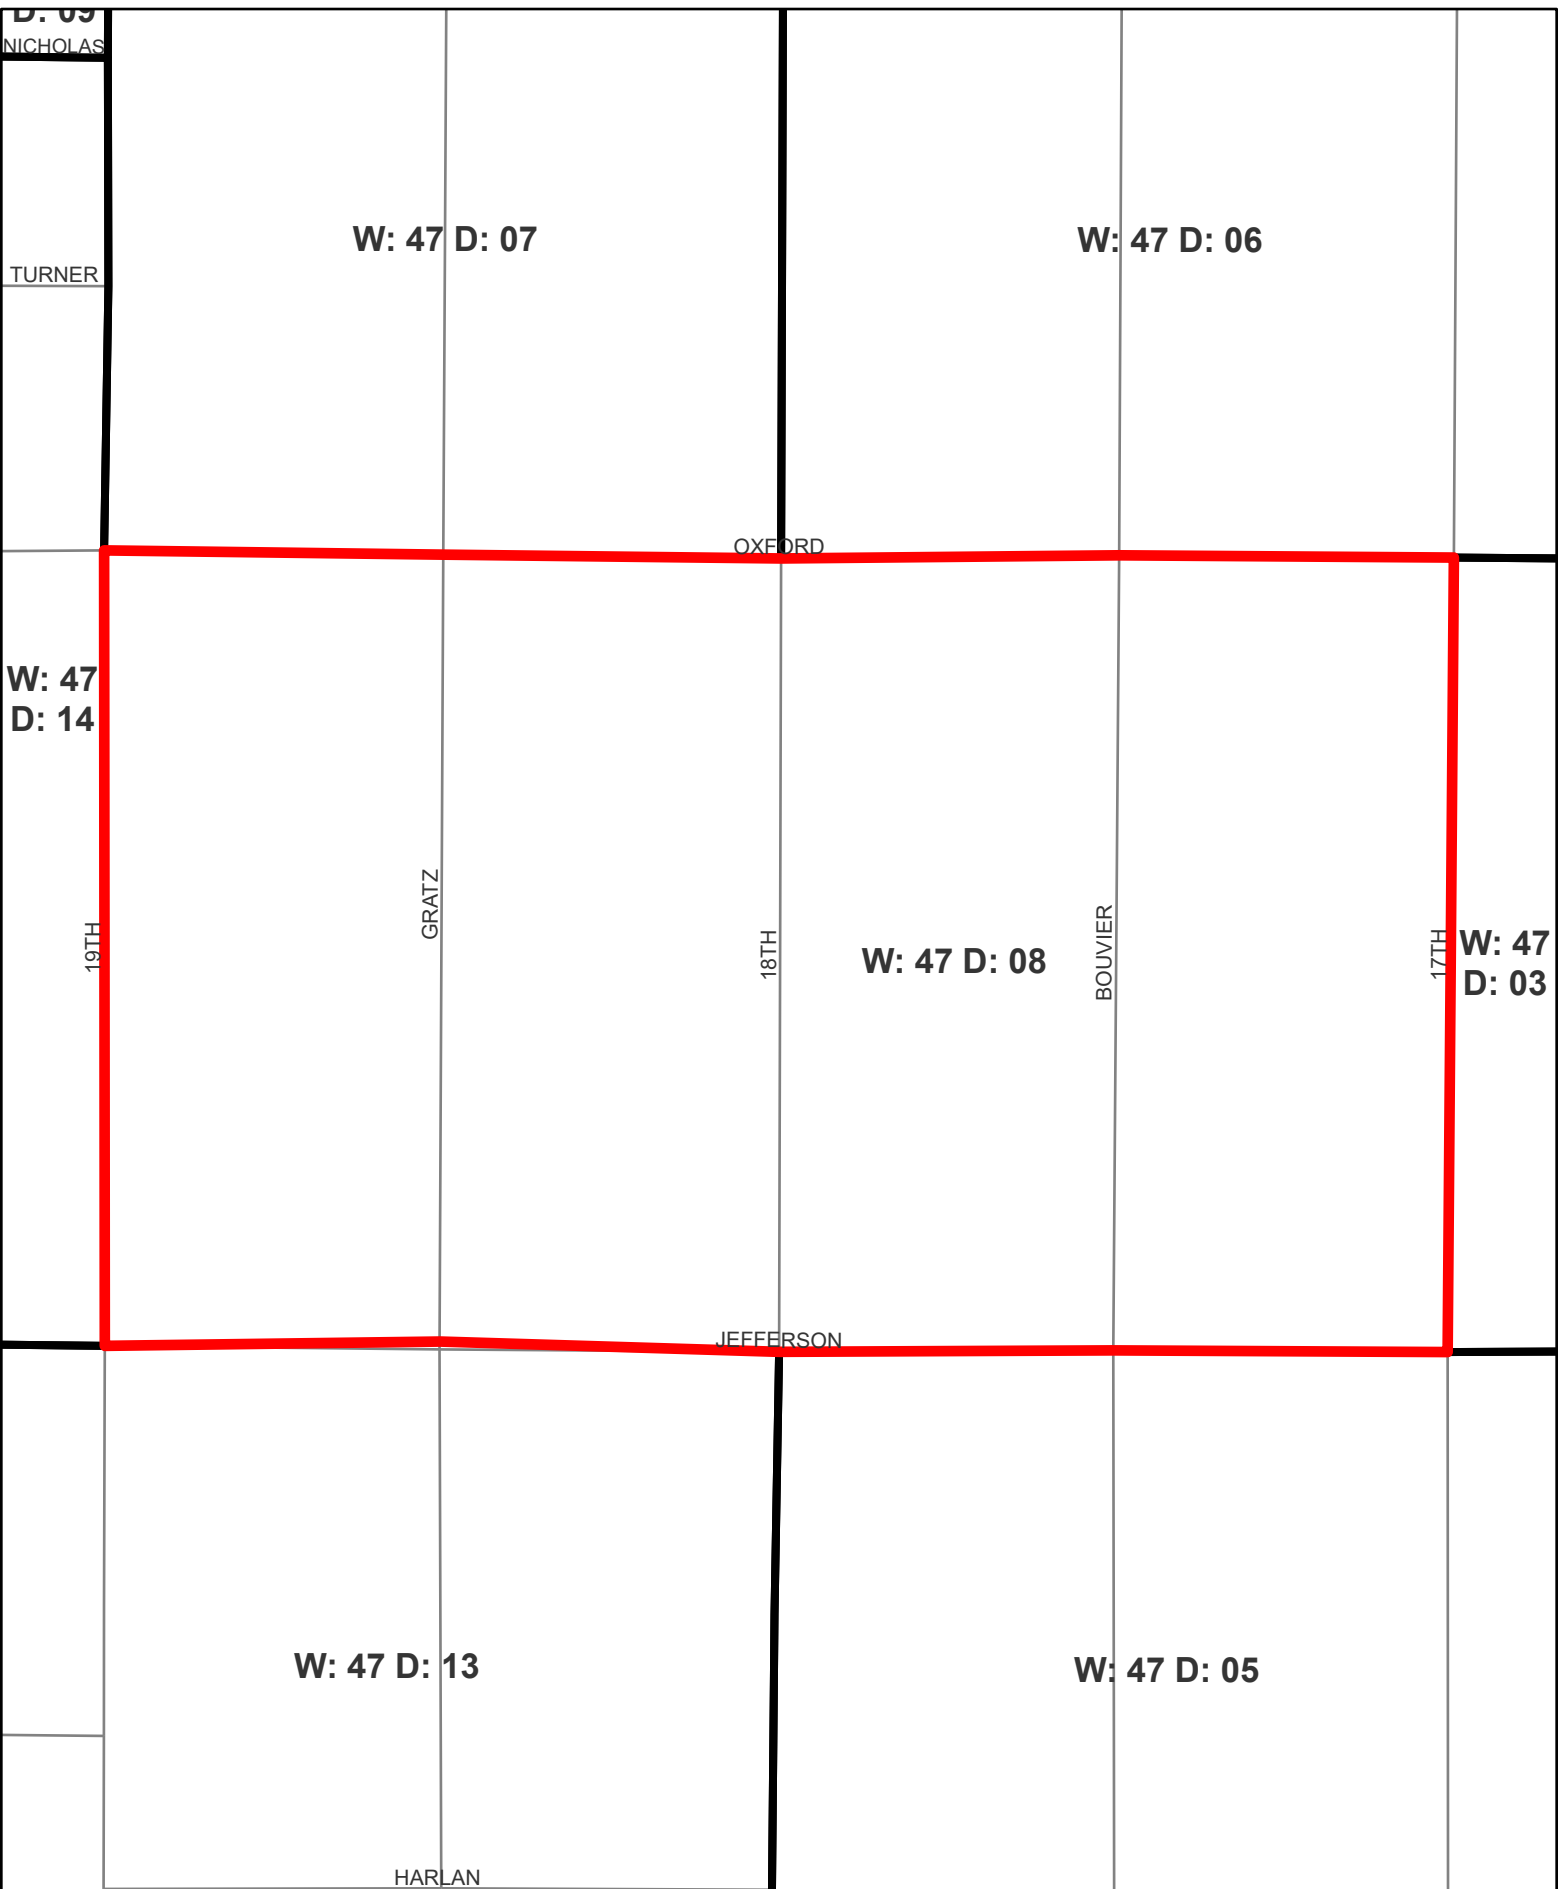 D: 09
NICHOLAS
W: 47 D: 07
W: 47 D: 06
TURNER
OXFORD
W: 47
D: 14
GRATZ
BOUVIER
19TH
18TH
17TH
W: 47 D: 08
W: 47
D: 03
JEFFERSON
W: 47 D: 13
W: 47 D: 05
HARLAN